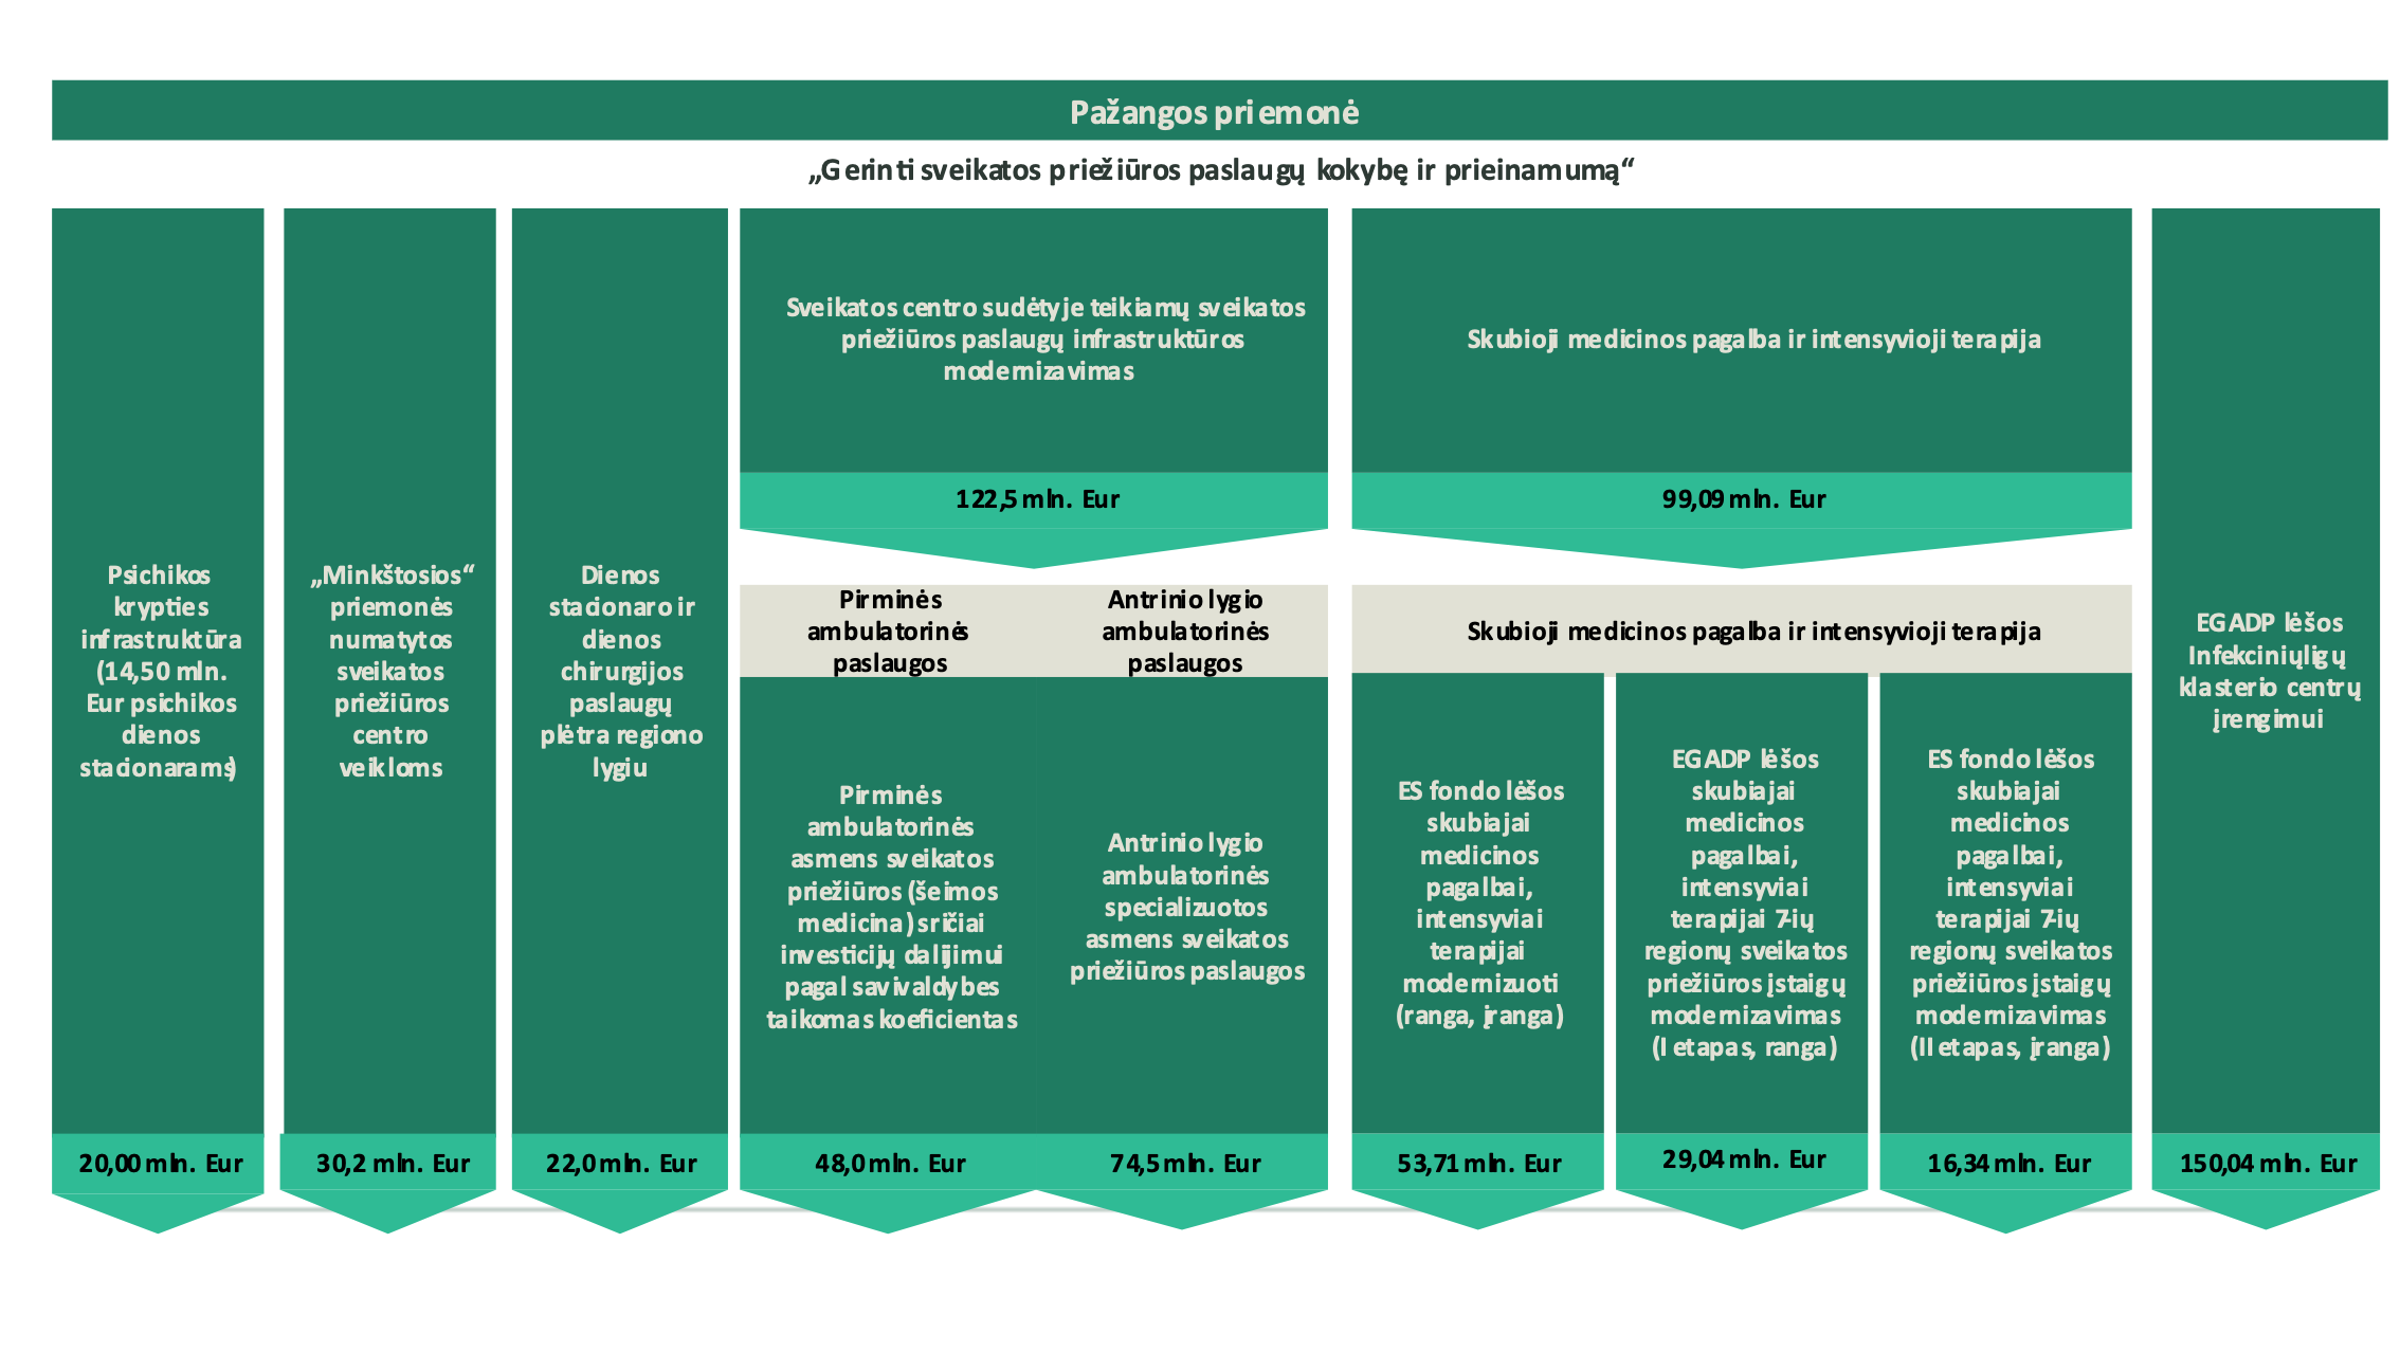 Pažangos priemonė
„Gerinti sveikatos priežiūros paslaugų kokybę ir prieinamumą“
Psichikos
krypties
infrastruktūra
(14,50 mln.
Eur psichikos
dienos
stacionarams)
20,00 mln. Eur
„Minkštosios“
priemonės
numatytos
sveikatos
priežiūros
centro
veikloms
30,2 mln. Eur
Dienos
stacionaro ir
dienos
chirurgijos
paslaugų
plėtra regiono
lygiu
22,0 mln. Eur
Sveikatos centro sudėtyje teikiamų sveikatos
priežiūros paslaugų infrastruktūros
modernizavimas
122,5 mln. Eur
Pirminės
ambulatorinės
paslaugos
Pirminės
ambulatorinės
asmens sveikatos
priežiūros (šeimos
medicina) sričiai
investicijų dalijimui
pagal savivaldybes
taikomas koeficientas
48,0 mln. Eur
Antrinio lygio
ambulatorinės
paslaugos
Antrinio lygio
ambulatorinės
specializuotos
asmens sveikatos
priežiūros paslaugos
74,5 mln. Eur
Skubioji medicinos pagalba ir intensyvioji terapija
99,09 mln. Eur
Skubioji medicinos pagalba ir intensyvioji terapija
ES fondo lėšos
skubiajai
medicinos
pagalbai,
intensyviai
terapijai
modernizuoti
(ranga, įranga)
53,71 mln. Eur
EGADP lėšos
skubiajai
medicinos
pagalbai,
intensyviai
terapijai 7-ių
regionų sveikatos
priežiūros įstaigų
modernizavimas
(I etapas, ranga)
29,04 mln. Eur
ES fondo lėšos
skubiajai
medicinos
pagalbai,
intensyviai
terapijai 7-ių
regionų sveikatos
priežiūros įstaigų
modernizavimas
(II etapas, įranga)
16,34 mln. Eur
EGADP lėšos
Infekcinių ligų
klasterio centrų
įrengimui
150,04 mln. Eur